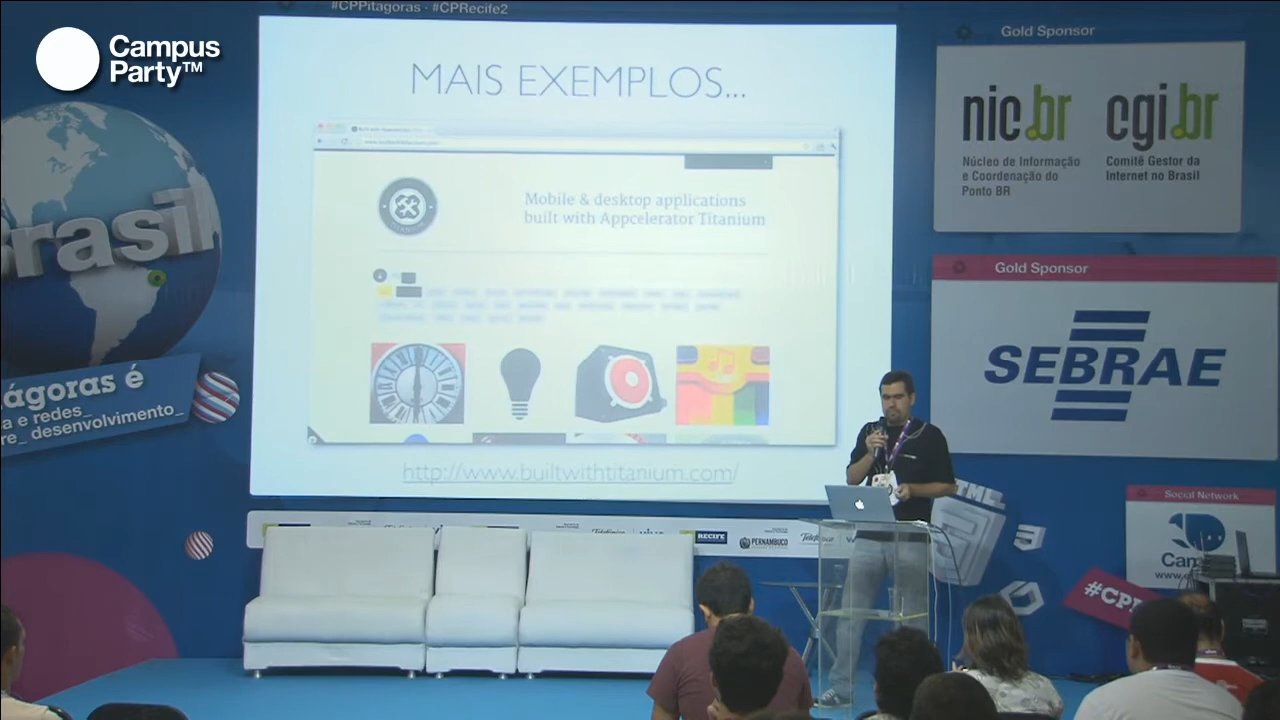 #CPPitagoras - #CPRecife2
Campus
Party™
MAIS EXEMPLOS...
Mobile & desktop applications
built with Appcelerator Titanium
http://www.builtwithtitanium.com/
Gold Sponsor
nic.br
Núcleo de Informação
e Coordenação do
Ponto BR
cgi.br
Comitê Gestor da
Internet no Brasil
Gold Sponsor
SEBRAE
Social Network
Brasil
ágoras é
a e redes_
re_ desenvolvimento_
RECIFE
PERNAMBUCO
Telefônica
#CPR